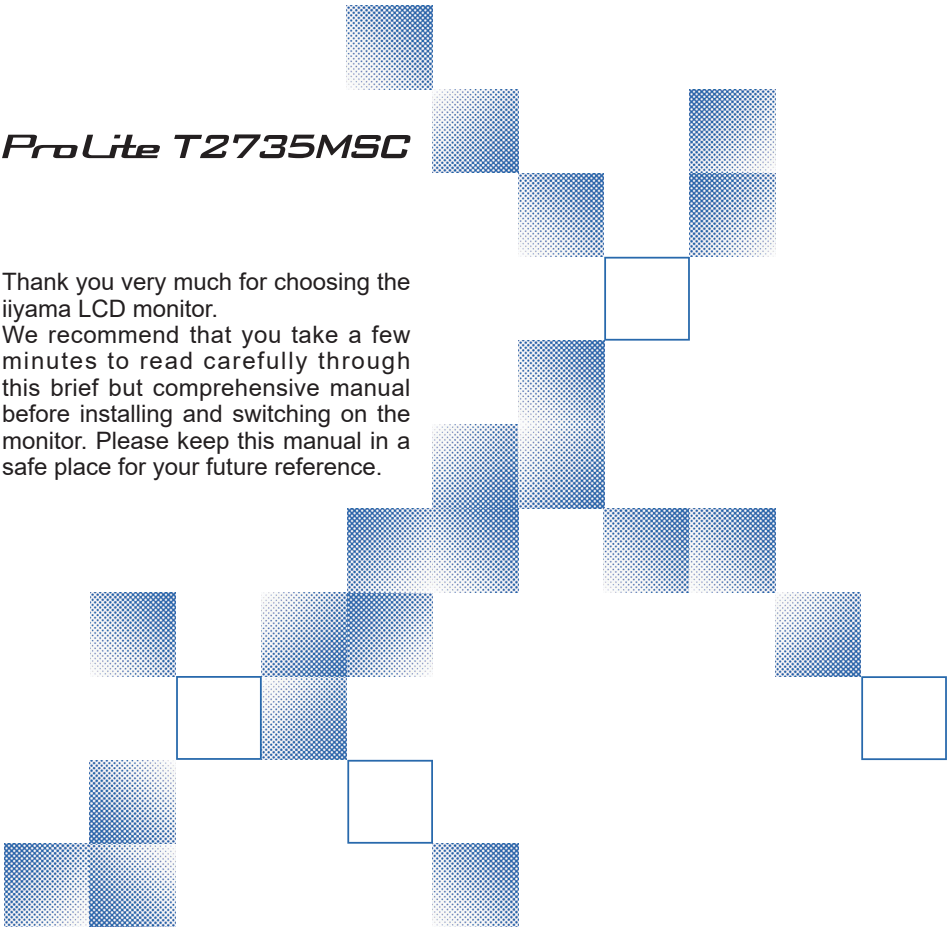 ProLite T2735MSC
Thank you very much for choosing the
iiyama LCD monitor.
We recommend that you take a few
minutes to read carefully through
this brief but comprehensive manual
before installing and switching on the
monitor. Please keep this manual in a
safe place for your future reference.